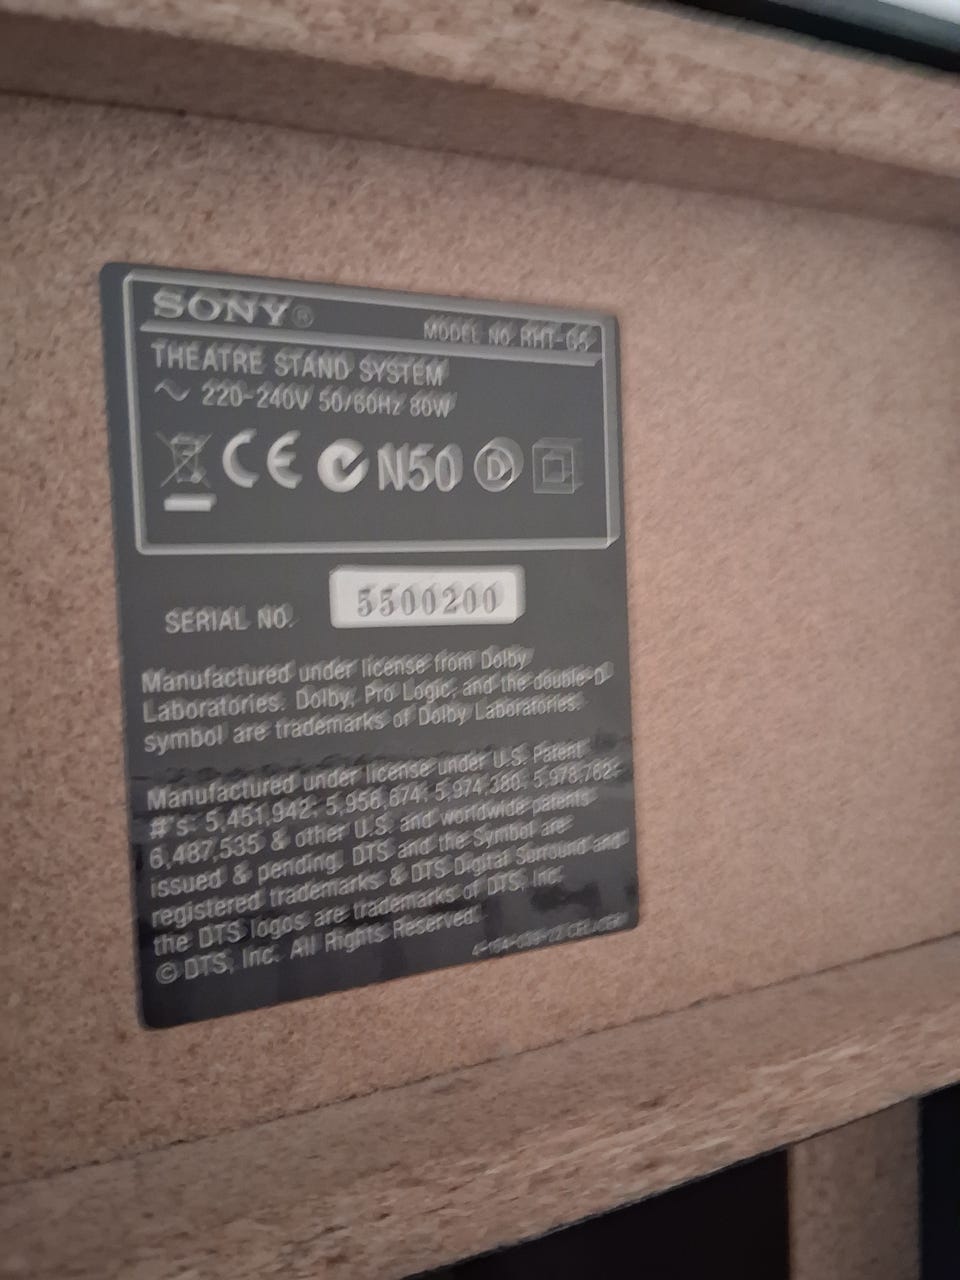 SONY®
MODEL NO. RHT-G5
THEATRE STAND SYSTEM
~ 220-240V 50/60Hz 80W
CE N50 D
SERIAL NO. 5500200
Manufactured under license from Dolby
Laboratories. Dolby, Pro Logic, and the double-D
symbol are trademarks of Dolby Laboratories.
Manufactured under license under U.S. Patent
#'s: 5,451,942; 5,956,674; 5,974,380; 5,978,762;
6,487,535 & other U.S. and worldwide patents
issued & pending. DTS and the Symbol are
registered trademarks & DTS Digital Surround and
the DTS logos are trademarks of DTS, Inc.
© DTS, Inc. All Rights Reserved.